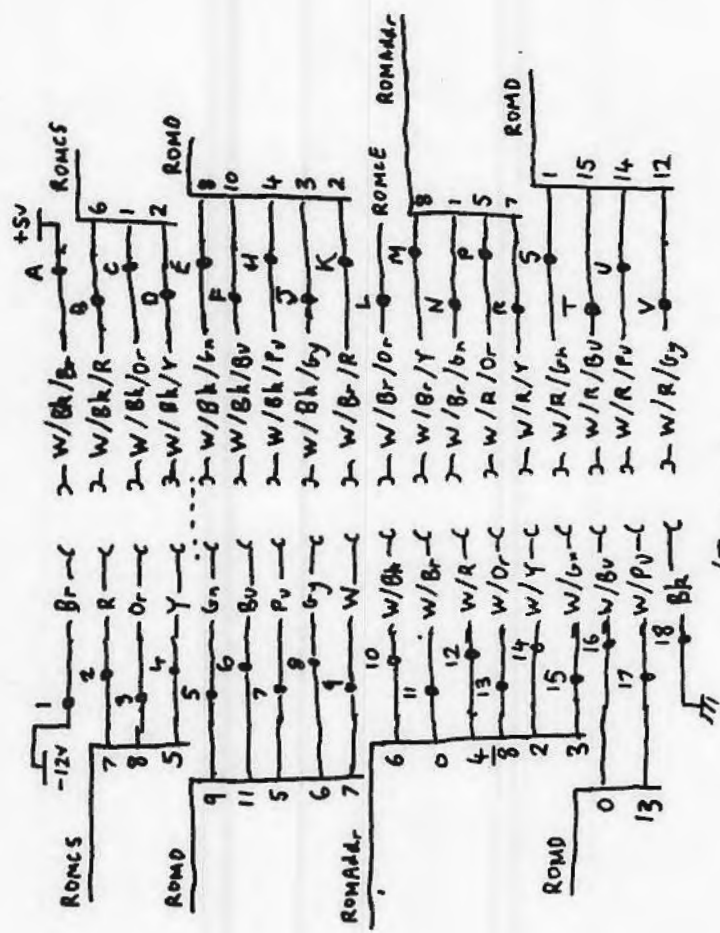 -12v 1 Br W/Bk/Br A +5v
ROMCS 7 2 R W/Bk/R B 6 ROMCS
8 3 Or W/Bk/Or C 1
5 4 Y W/Bk/Y D 2
ROMD 9 5 Gn W/Bk/Gn E 8 ROMD
11 6 Bu W/Bk/Bu F 10
5 7 Pu W/Bk/Pu H 4
6 8 Gy W/Bk/Gy J 3
7 9 W W/Br/R K 2
ROMAddr 6 10 W/Bk W/Br/Or L ROMCE
0 11 W/Br W/Br/Y M 8 ROMAddr
4 12 W/R W/Br/Gn N 1
8 13 W/Or W/R/Or P 5
2 14 W/Y W/R/Y R 7
3 15 W/Gn W/R/Gn S 1 ROMD
ROMD 0 16 W/Bu W/R/Bu T 15
13 17 W/Pu W/R/Pu U 14
18 Bk W/R/Gy V 12